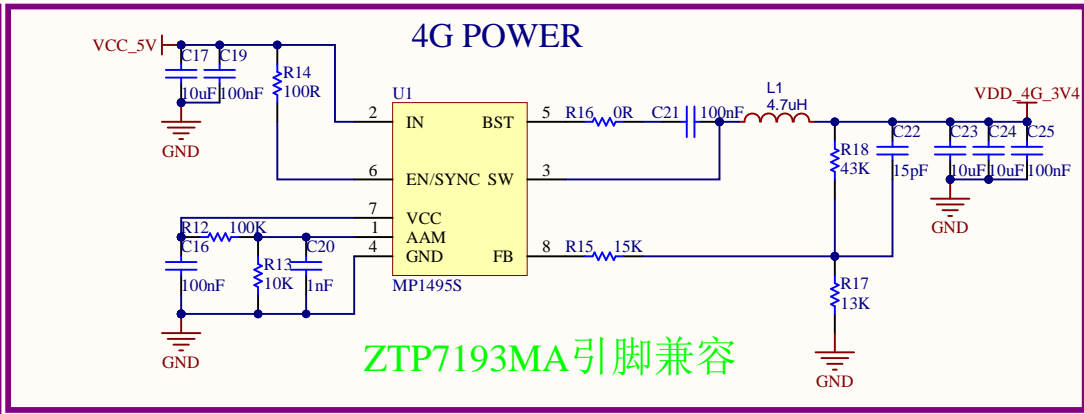 4G POWER
VCC_5V
C17
C19
10uF
100nF
R14
100R
GND
U1
2
IN
BST
5
R16
0R
C21
100nF
L1
4.7uH
VDD_4G_3V4
6
EN/SYNC
SW
3
R18
43K
C22
15pF
C23
C24
C25
10uF
10uF
100nF
GND
7
VCC
R12
100K
1
AAM
4
GND
FB
8
R15
15K
C16
100nF
R13
10K
C20
1nF
MP1495S
R17
13K
GND
ZTP7193MA引脚兼容
GND